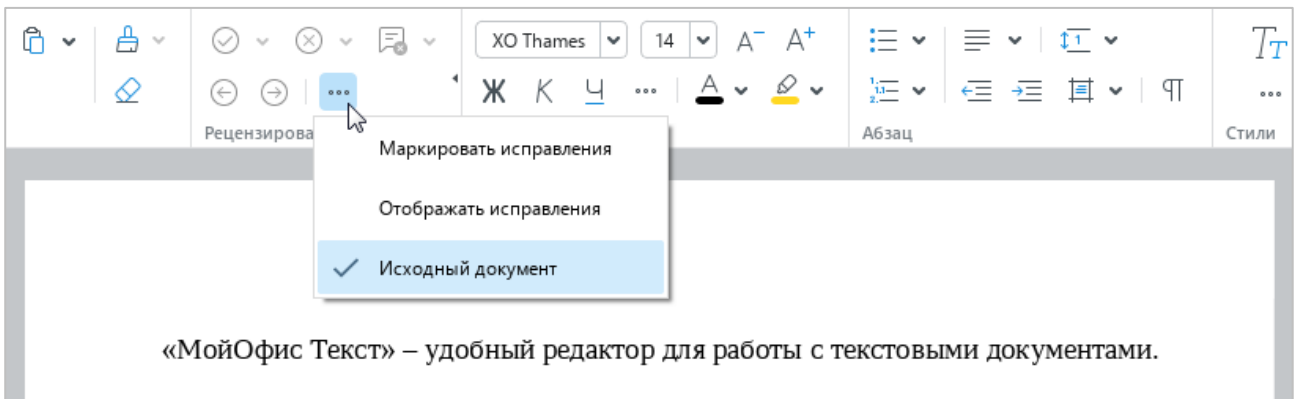 XO Thames 14 A⁻ A⁺
Ж К Ч A
Рецензирова
Абзац
Стили
Маркировать исправления
Отображать исправления
Исходный документ
«МойОфис Текст» – удобный редактор для работы с текстовыми документами.